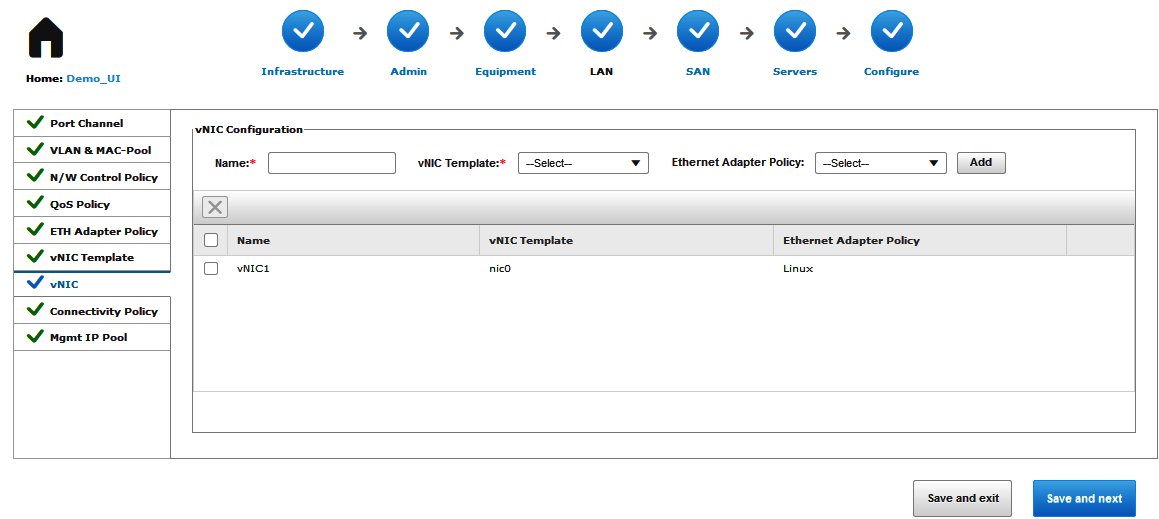 Infrastructure Admin Equipment LAN SAN Servers Configure
Home: Demo_UI
Port Channel
VLAN & MAC-Pool
N/W Control Policy
QoS Policy
ETH Adapter Policy
vNIC Template
vNIC
Connectivity Policy
Mgmt IP Pool
vNIC Configuration
Name:* vNIC Template:* --Select-- Ethernet Adapter Policy: --Select-- Add
Name vNIC Template Ethernet Adapter Policy
vNIC1 nic0 Linux
Save and exit Save and next